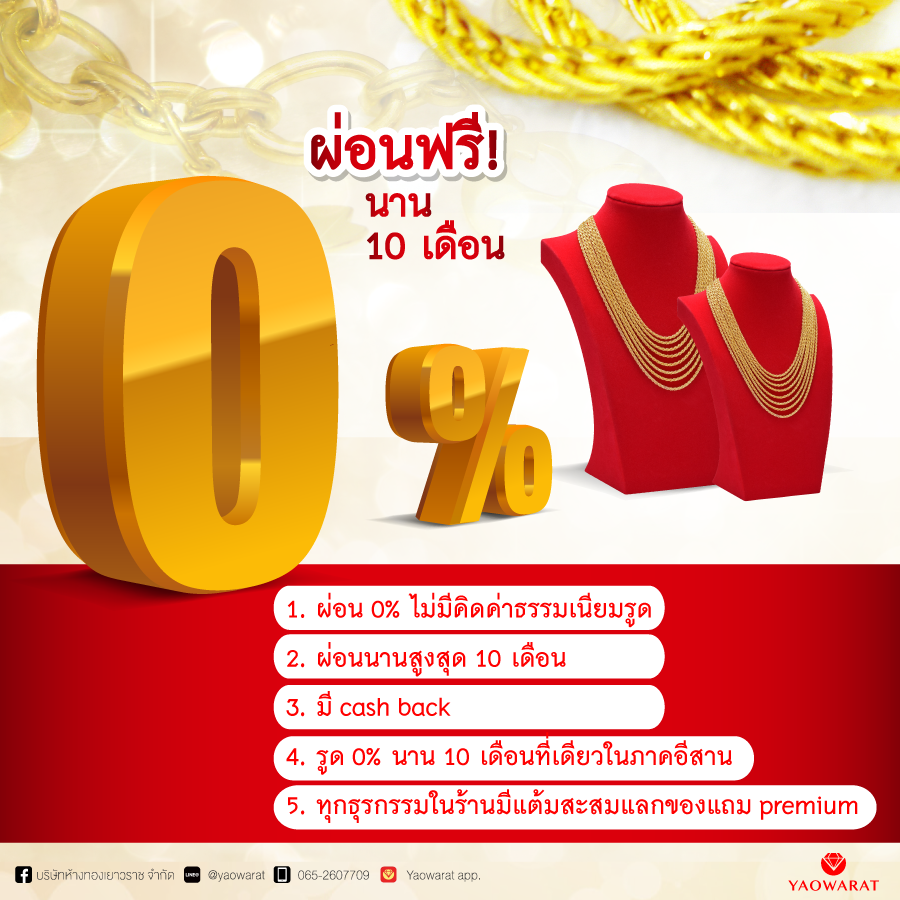 ผ่อนฟรี!
นาน
10 เดือน
0%
1. ผ่อน 0% ไม่มีคิดค่าธรรมเนียมรูด
2. ผ่อนนานสูงสุด 10 เดือน
3. มี cash back
4. รูด 0% นาน 10 เดือนที่เดียวในภาคอีสาน
5. ทุกธุรกรรมในร้านมีแต้มสะสมแลกของแถม premium
บริษัทห้างทองเยาวราช จำกัด LINE@ @yaowarat 065-2607709 Yaowarat app.
YAOWARAT